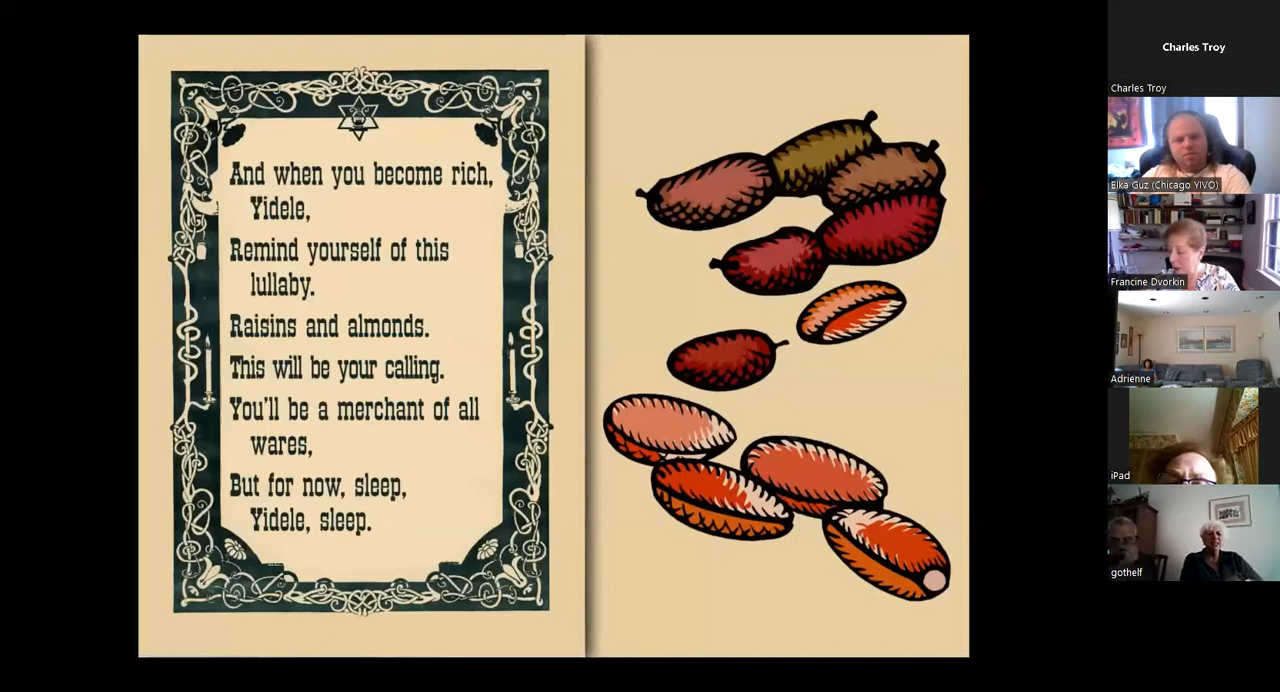 And when you become rich,
Yidele,
Remind yourself of this
lullaby.
Raisins and almonds.
This will be your calling.
You'll be a merchant of all
wares,
But for now, sleep,
Yidele, sleep.
Charles Troy
Charles Troy
Elka Guz (Chicago YIVO)
Francine Dvorkin
Adrienne
iPad
gothelf